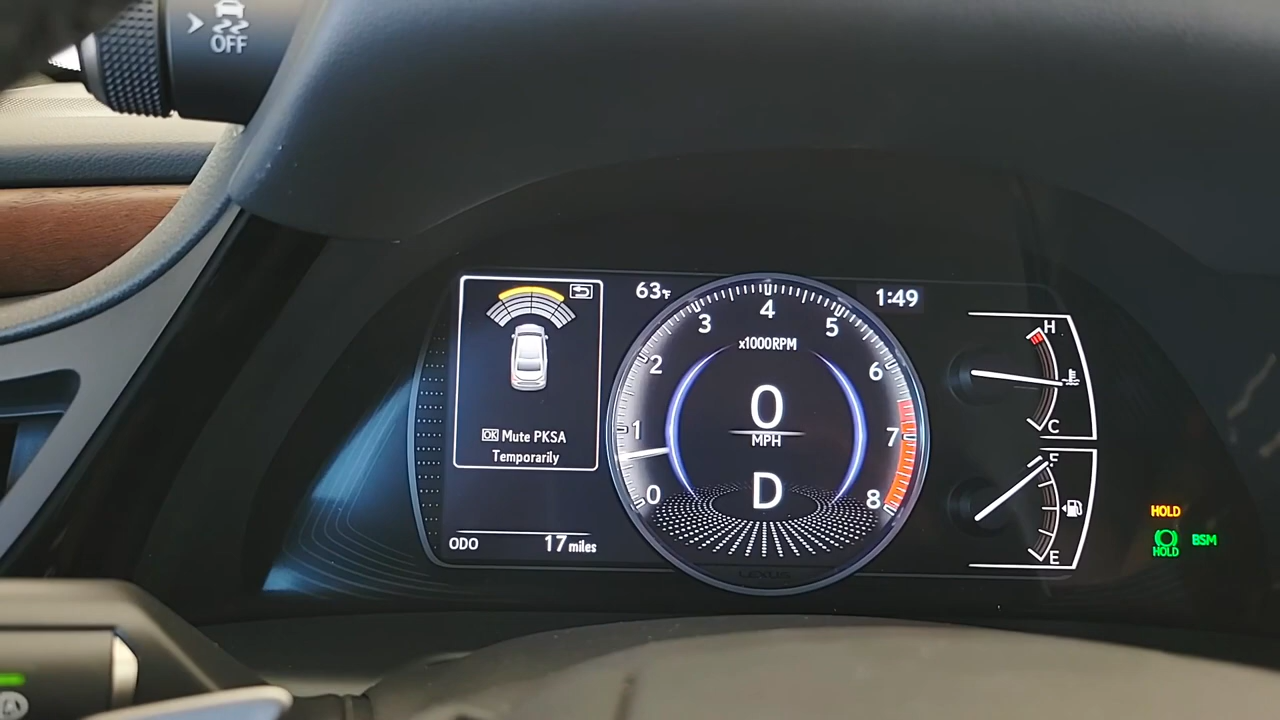 OFF
63°F
1:49
4
3
5
x1000RPM
2
6
H
0
MPH
C
OK Mute PKSA
Temporarily
1
7
F
D
0
8
HOLD
ODO
17 miles
LEXUS
E
HOLD
BSM